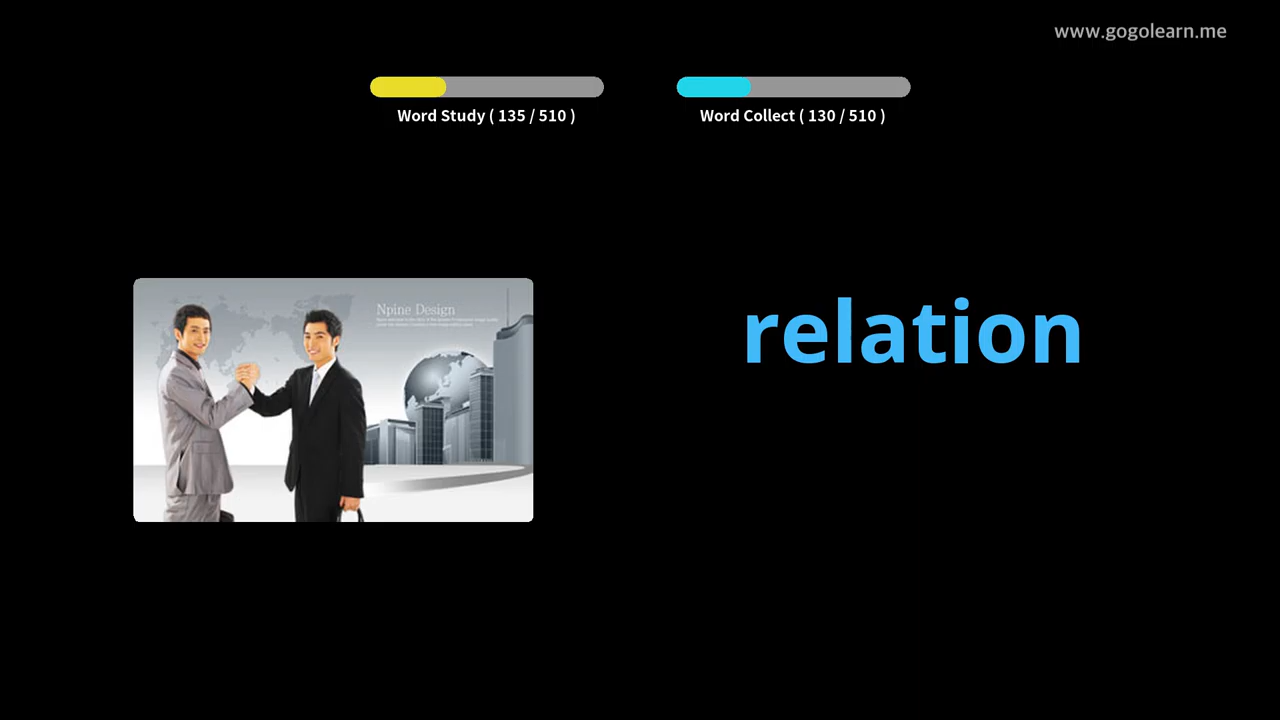 www.gogolearn.me
Word Study ( 135 / 510 )
Word Collect ( 130 / 510 )
Npine Design
relation